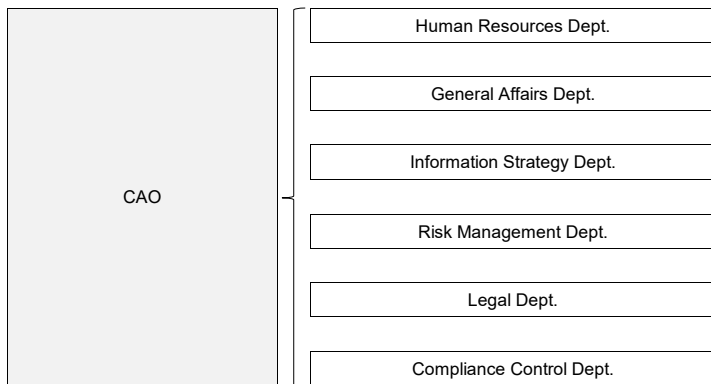 CAO
Human Resources Dept.
General Affairs Dept.
Information Strategy Dept.
Risk Management Dept.
Legal Dept.
Compliance Control Dept.